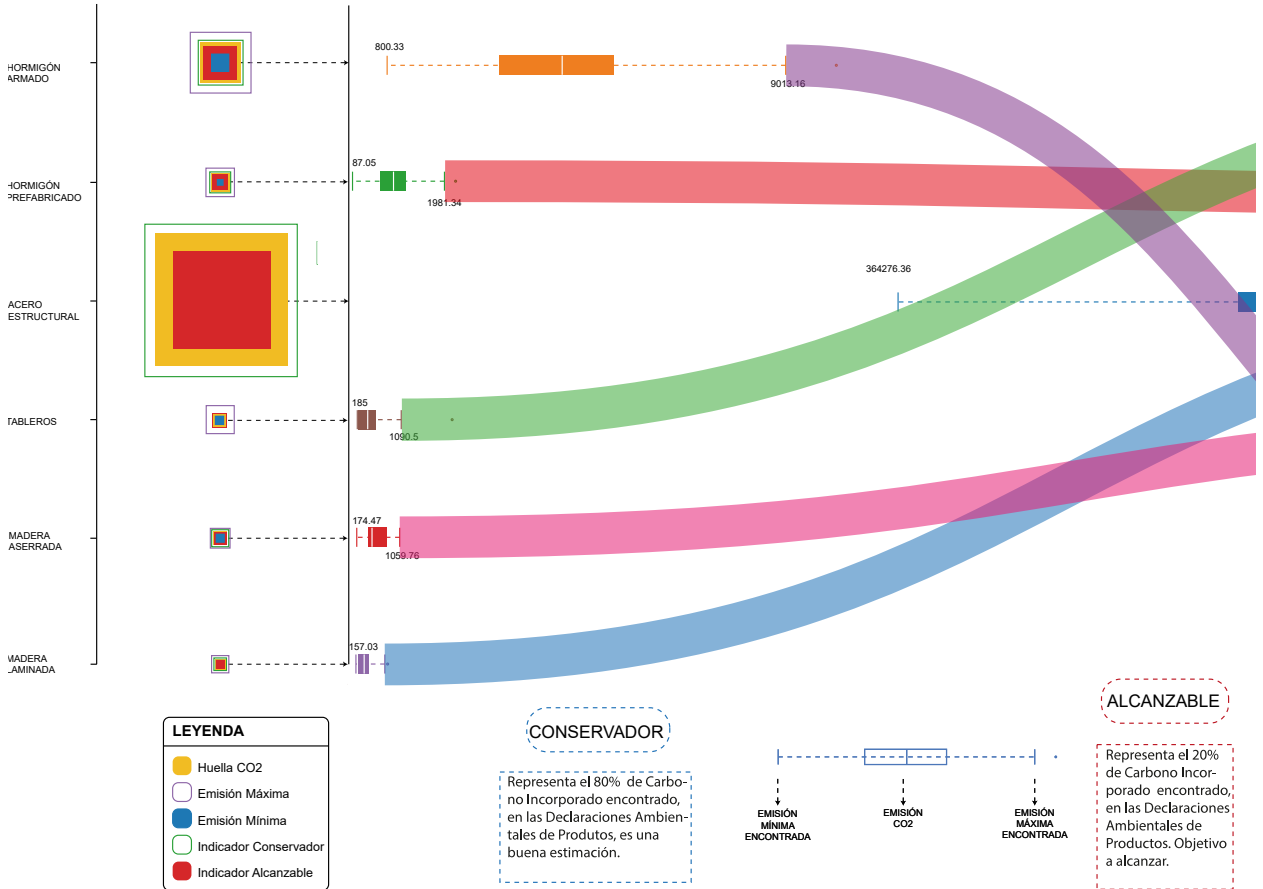 HORMIGÓN
ARMADO
800.33
9013.16
HORMIGÓN
PREFABRICADO
87.05
1981.34
ACERO
ESTRUCTURAL
364276.36
TABLEROS
185
1090.5
MADERA
ASERRADA
174.47
1059.76
MADERA
LAMINADA
157.03
LEYENDA
Huella CO2
Emisión Máxima
Emisión Mínima
Indicador Conservador
Indicador Alcanzable
CONSERVADOR
Representa el 80% de Carbo-
no Incorporado encontrado,
en las Declaraciones Ambien-
tales de Produtos, es una
buena estimación.
EMISIÓN
MÍNIMA
ENCONTRADA
EMISIÓN
CO2
EMISIÓN
MÁXIMA
ENCONTRADA
ALCANZABLE
Representa el 20%
de Carbono Incor-
porado encontrado,
en las Declaraciones
Ambientales de
Productos. Objetivo
a alcanzar.